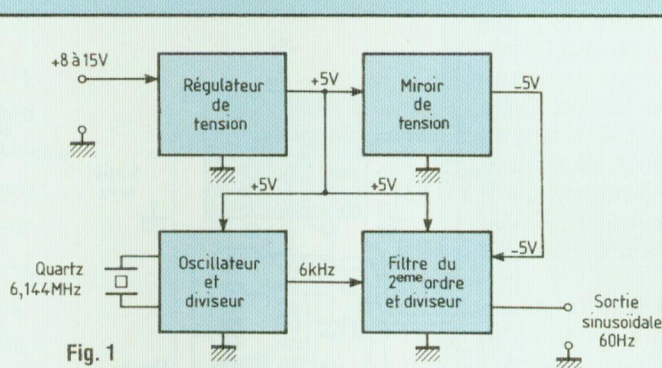 +8 à 15V
Régulateur
de
tension
+5V
Miroir
de
tension
–5V
+5V
+5V
–5V
Quartz
6,144MHz
Oscillateur
et
diviseur
6kHz
Filtre du
2eme ordre
et diviseur
Sortie
sinusoïdale
60Hz
Fig. 1